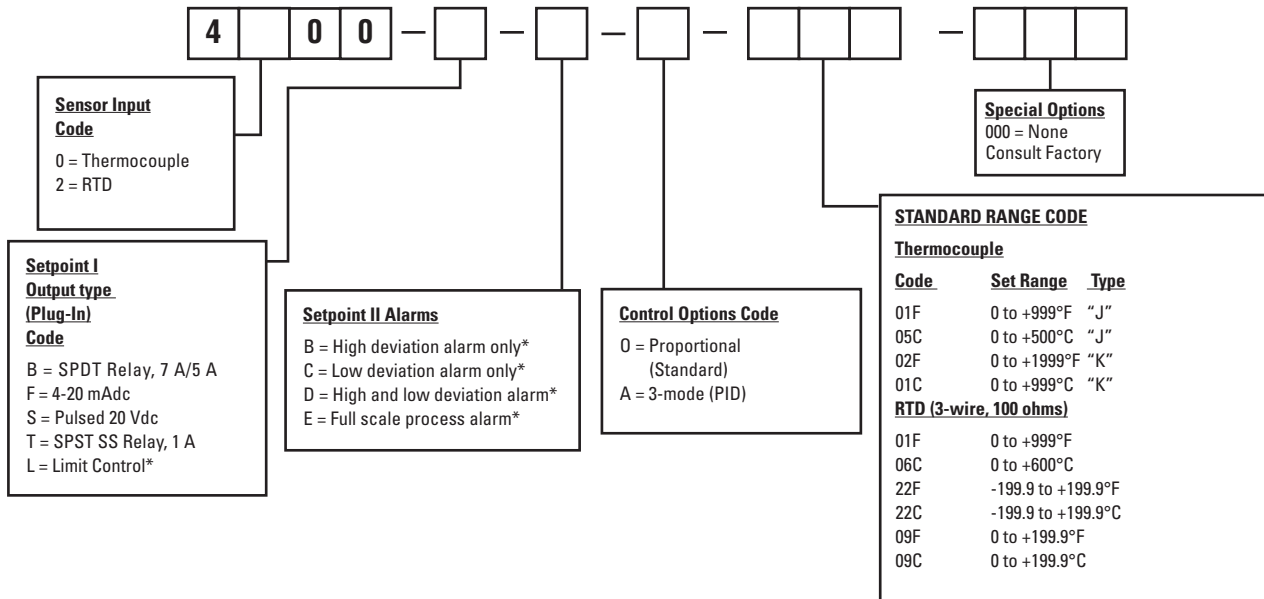 4 0 0 — — — — —
Sensor Input
Code
0 = Thermocouple
2 = RTD
Setpoint I
Output type
(Plug-In)
Code
B = SPDT Relay, 7 A/5 A
F = 4-20 mAdc
S = Pulsed 20 Vdc
T = SPST SS Relay, 1 A
L = Limit Control*
Setpoint II Alarms
B = High deviation alarm only*
C = Low deviation alarm only*
D = High and low deviation alarm*
E = Full scale process alarm*
Control Options Code
O = Proportional
(Standard)
A = 3-mode (PID)
Special Options
000 = None
Consult Factory
STANDARD RANGE CODE
Thermocouple
Code Set Range Type
01F 0 to +999°F “J”
05C 0 to +500°C “J”
02F 0 to +1999°F “K”
01C 0 to +999°C “K”
RTD (3-wire, 100 ohms)
01F 0 to +999°F
06C 0 to +600°C
22F -199.9 to +199.9°F
22C -199.9 to +199.9°C
09F 0 to +199.9°F
09C 0 to +199.9°C